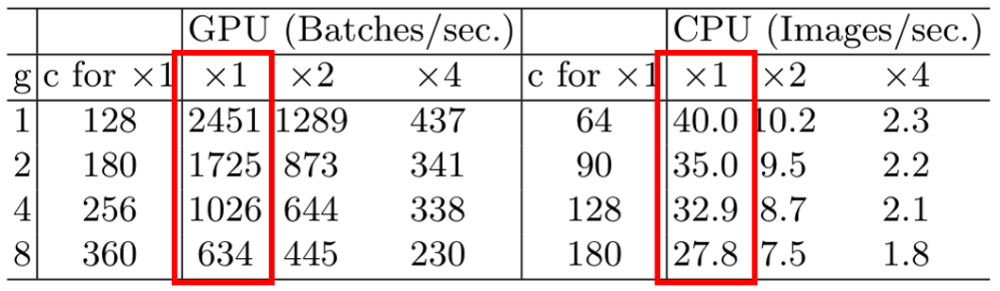 GPU (Batches/sec.) CPU (Images/sec.)
g c for ×1 ×1 ×2 ×4 c for ×1 ×1 ×2 ×4
1 128 2451 1289 437 64 40.0 10.2 2.3
2 180 1725 873 341 90 35.0 9.5 2.2
4 256 1026 644 338 128 32.9 8.7 2.1
8 360 634 445 230 180 27.8 7.5 1.8